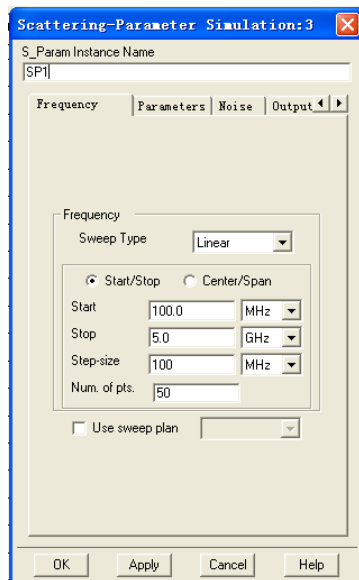 Scattering-Parameter Simulation:3
S_Param Instance Name
SP1
Frequency Parameters Noise Output
Frequency
Sweep Type Linear
Start/Stop Center/Span
Start 100.0 MHz
Stop 5.0 GHz
Step-size 100 MHz
Num. of pts. 50
Use sweep plan
OK Apply Cancel Help